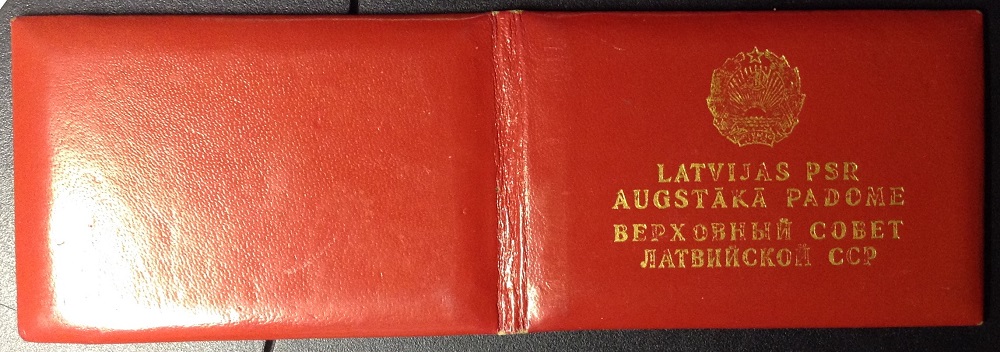 LATVIJAS PSR
AUGSTĀKĀ PADOME
ВЕРХОВНЫЙ СОВЕТ
ЛАТВИЙСКОЙ ССР